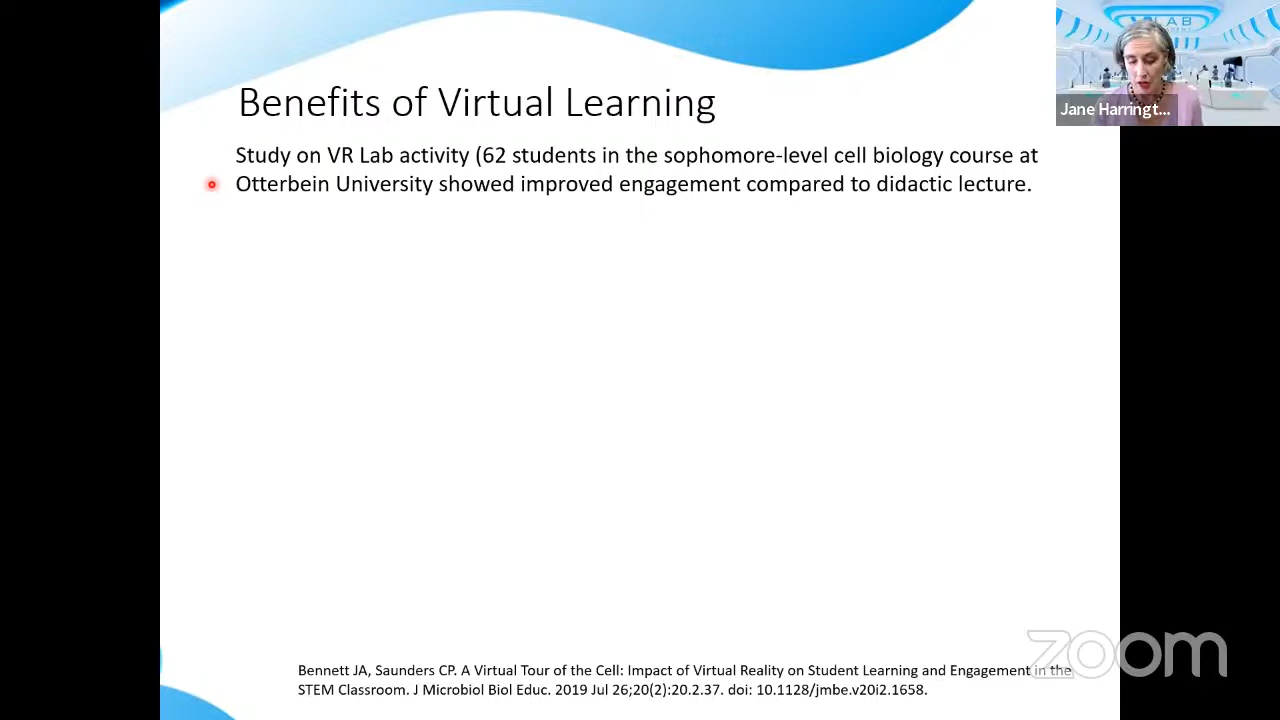 LAB
Jane Harringt...
Benefits of Virtual Learning
Study on VR Lab activity (62 students in the sophomore-level cell biology course at
Otterbein University showed improved engagement compared to didactic lecture.
Bennett JA, Saunders CP. A Virtual Tour of the Cell: Impact of Virtual Reality on Student Learning and Engagement in the
STEM Classroom. J Microbiol Biol Educ. 2019 Jul 26;20(2):20.2.37. doi: 10.1128/jmbe.v20i2.1658.
zoom